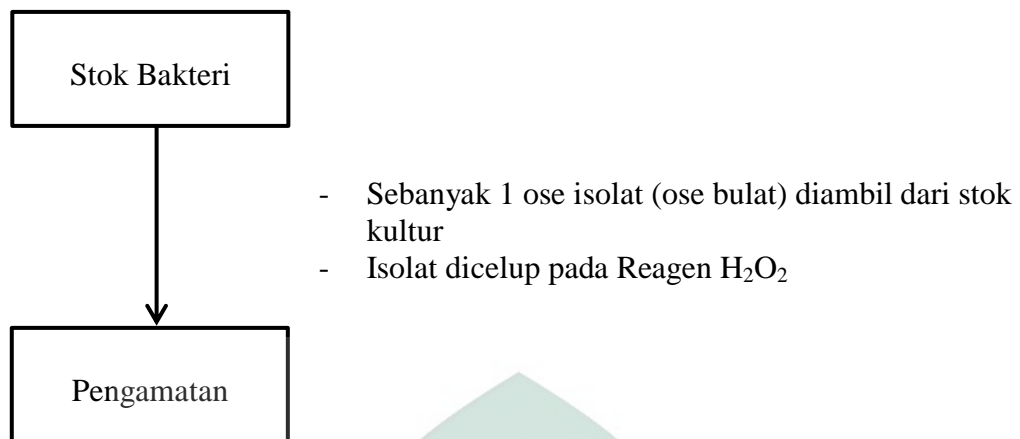 Stok Bakteri
- Sebanyak 1 ose isolat (ose bulat) diambil dari stok
kultur
- Isolat dicelup pada Reagen H₂O₂
Pengamatan